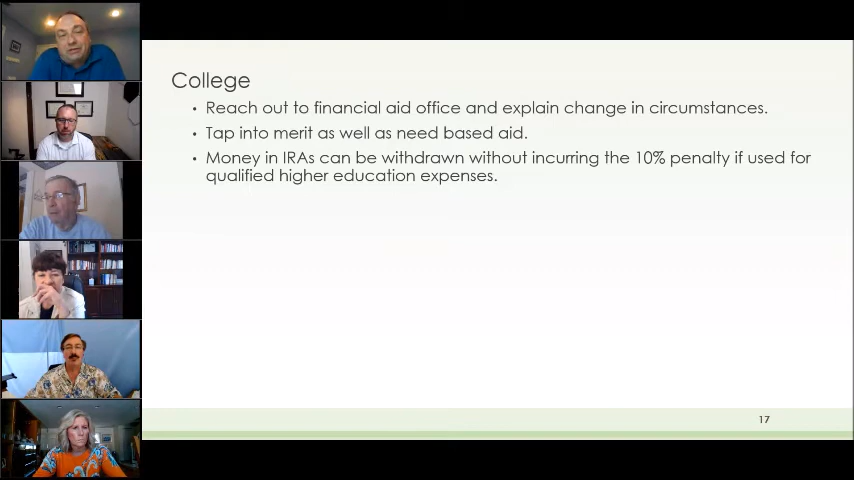 College
• Reach out to financial aid office and explain change in circumstances.
• Tap into merit as well as need based aid.
• Money in IRAs can be withdrawn without incurring the 10% penalty if used for
qualified higher education expenses.
17